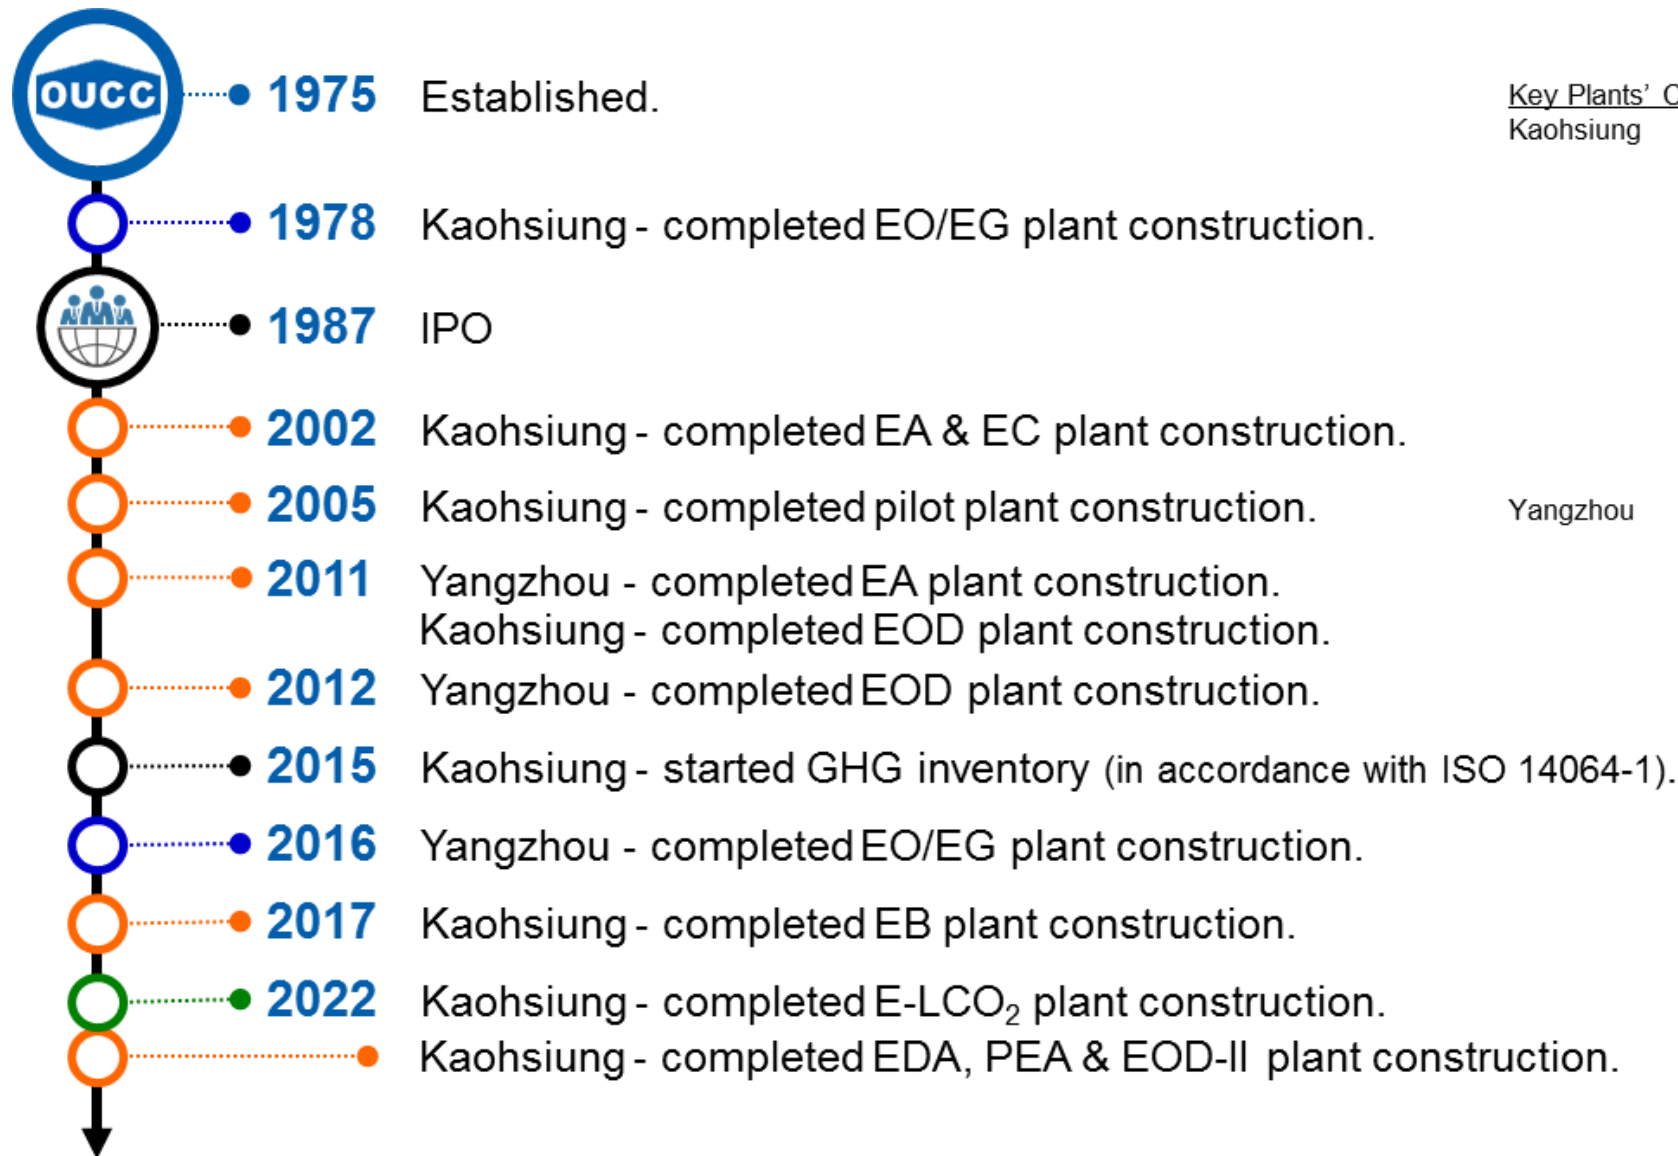 OUCC
1975 Established.
1978 Kaohsiung - completed EO/EG plant construction.
1987 IPO
2002 Kaohsiung - completed EA & EC plant construction.
2005 Kaohsiung - completed pilot plant construction.
2011 Yangzhou - completed EA plant construction.
Kaohsiung - completed EOD plant construction.
2012 Yangzhou - completed EOD plant construction.
2015 Kaohsiung - started GHG inventory (in accordance with ISO 14064-1).
2016 Yangzhou - completed EO/EG plant construction.
2017 Kaohsiung - completed EB plant construction.
2022 Kaohsiung - completed E-LCO₂ plant construction.
Kaohsiung - completed EDA, PEA & EOD-II plant construction.
Key Plants'
Kaohsiung
Yangzhou